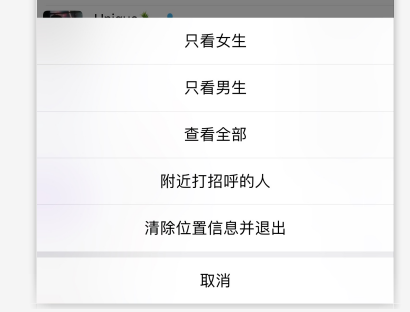 只看女生
只看男生
查看全部
附近打招呼的人
清除位置信息并退出
取消